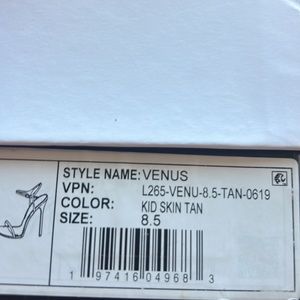 STYLE NAME: VENUS
VPN: L265-VENU-8.5-TAN-0619
COLOR: KID SKIN TAN
SIZE: 8.5
1 97416 04968 3